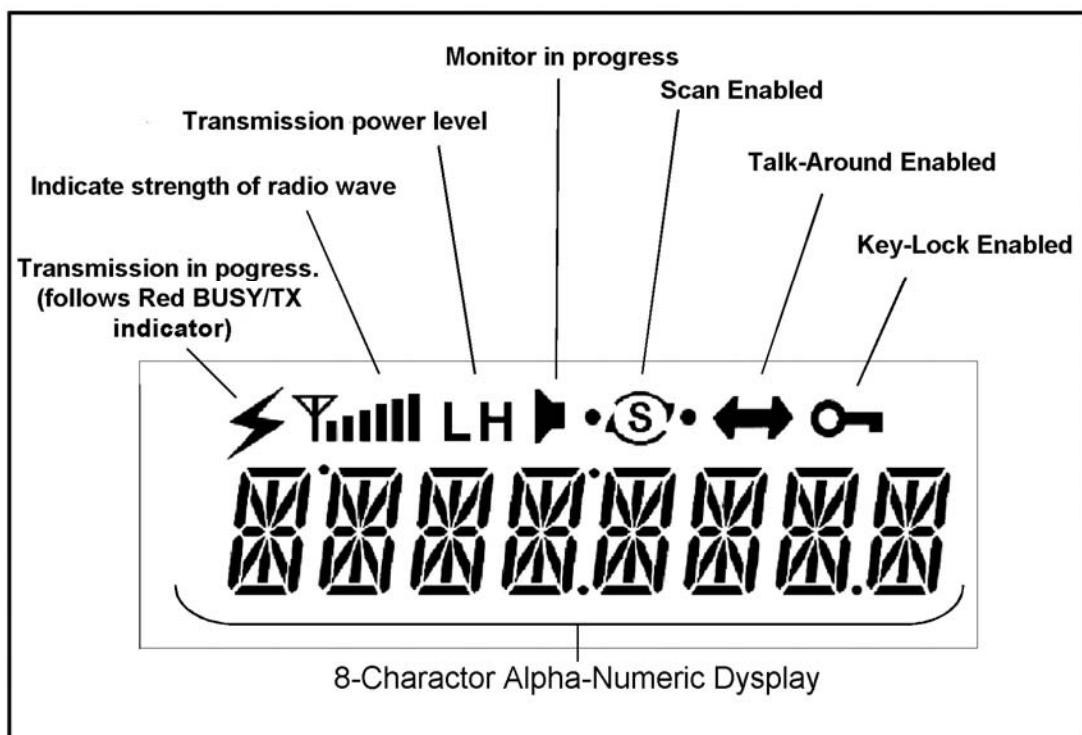 Monitor in progress
Scan Enabled
Transmission power level
Talk-Around Enabled
Indicate strength of radio wave
Key-Lock Enabled
Transmission in pogress.
(follows Red BUSY/TX
indicator)
L H S
8-Charactor Alpha-Numeric Dysplay